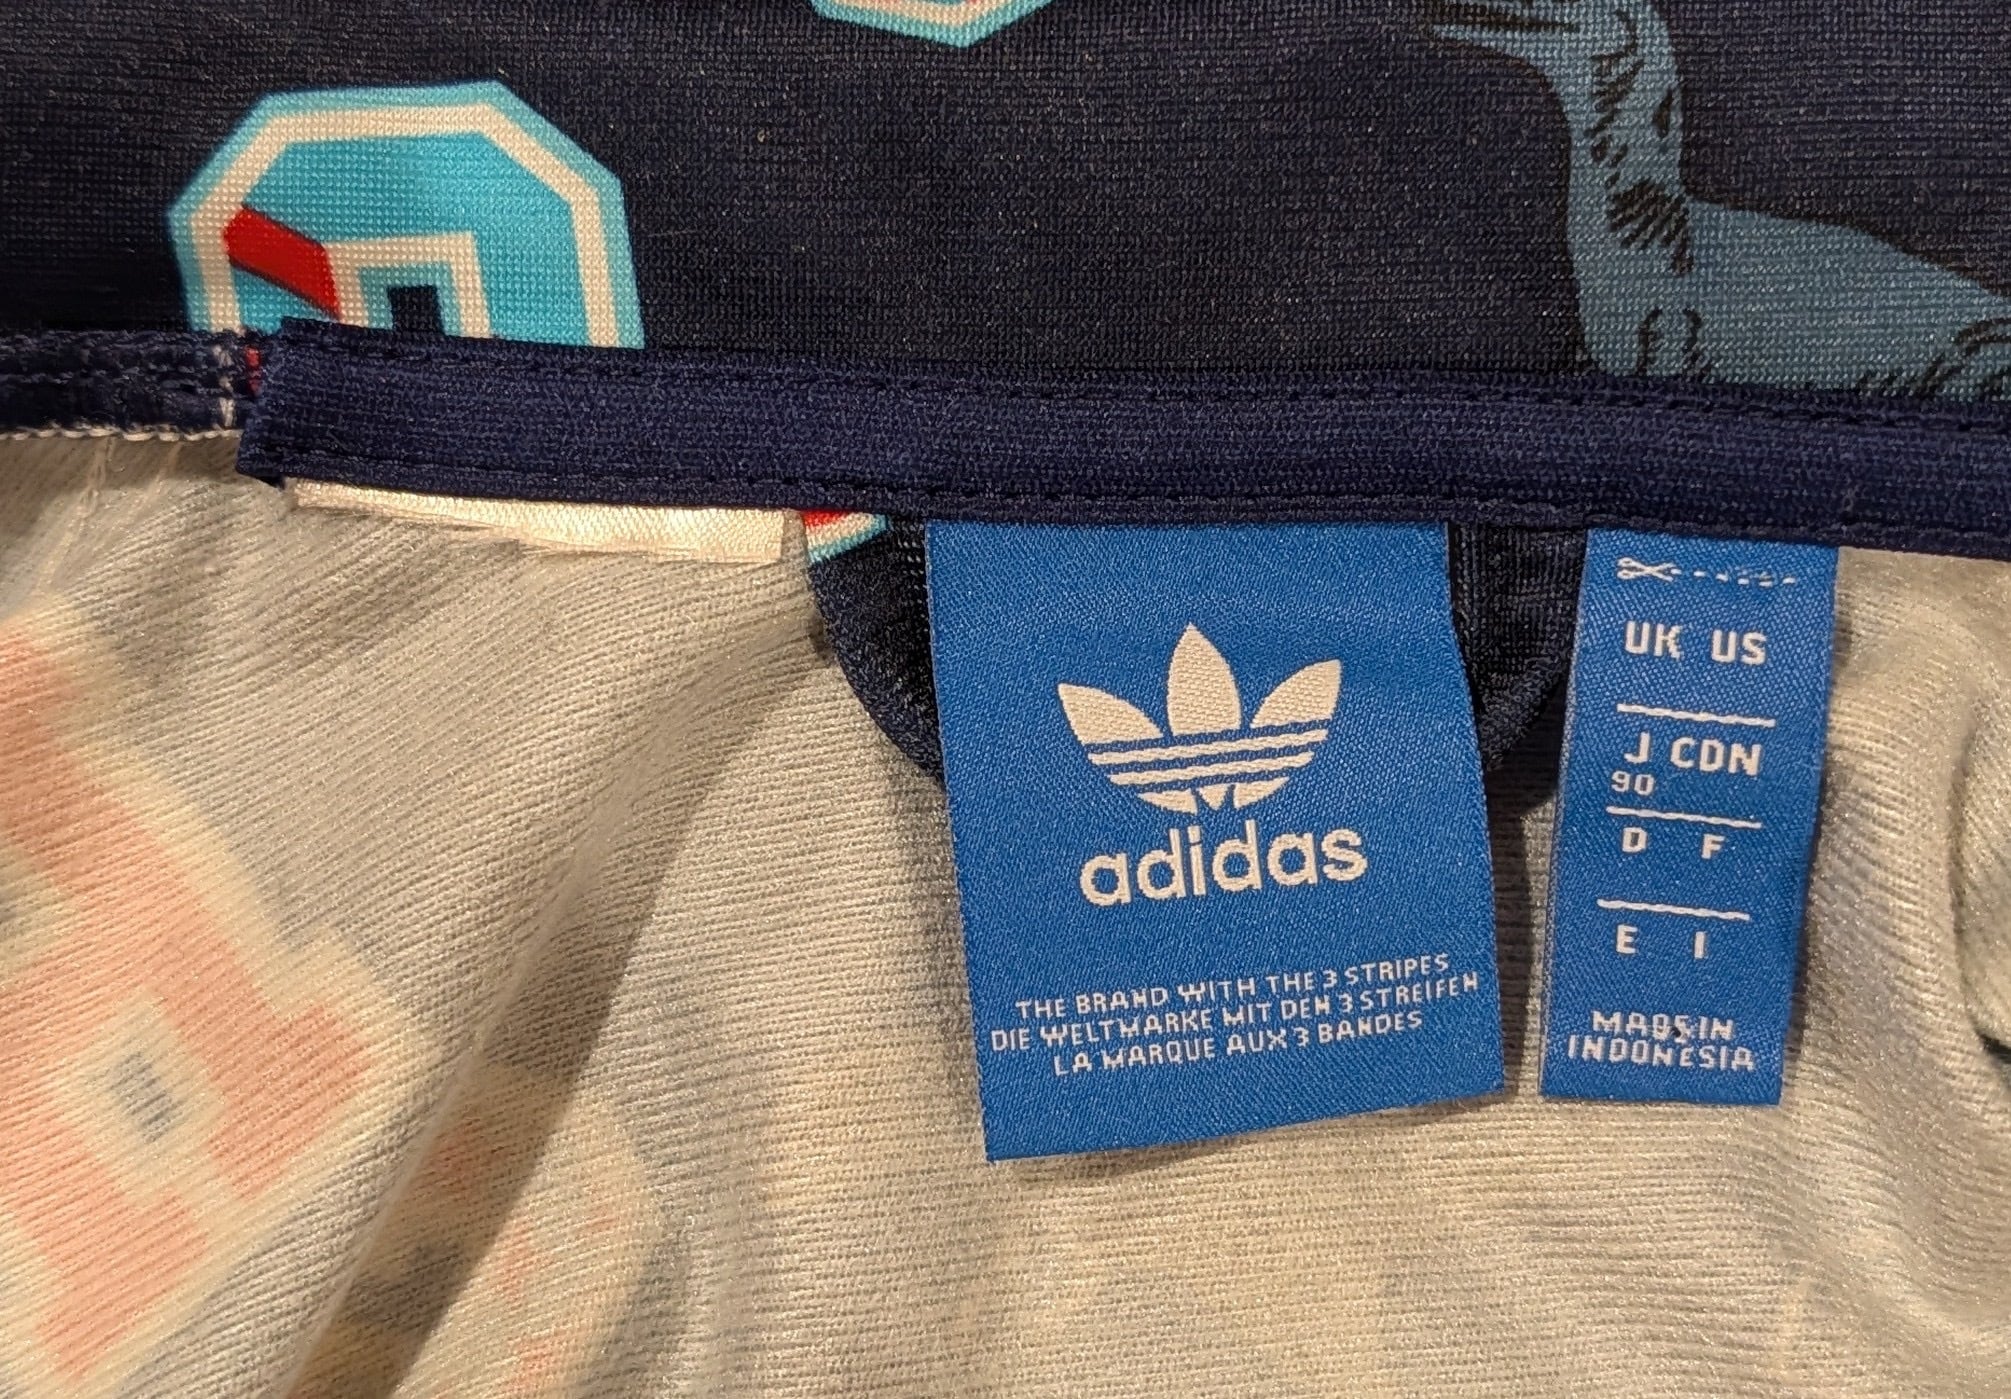 adidas
THE BRAND WITH THE 3 STRIPES
DIE WELTMARKE MIT DEN 3 STREIFEN
LA MARQUE AUX 3 BANDES
UK US
J CDN
90
D F
E I
MADE IN
INDONESIA